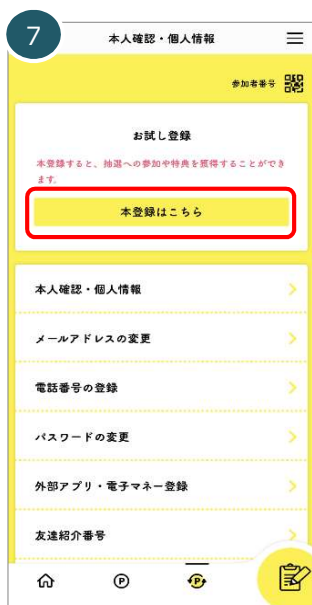 7
本人確認・個人情報
参加者番号
お試し登録
本登録すると、抽選への参加や特典を獲得することができ
ます。
本登録はこちら
本人確認・個人情報
メールアドレスの変更
電話番号の登録
パスワードの変更
外部アプリ・電子マネー登録
友達紹介番号
P
P